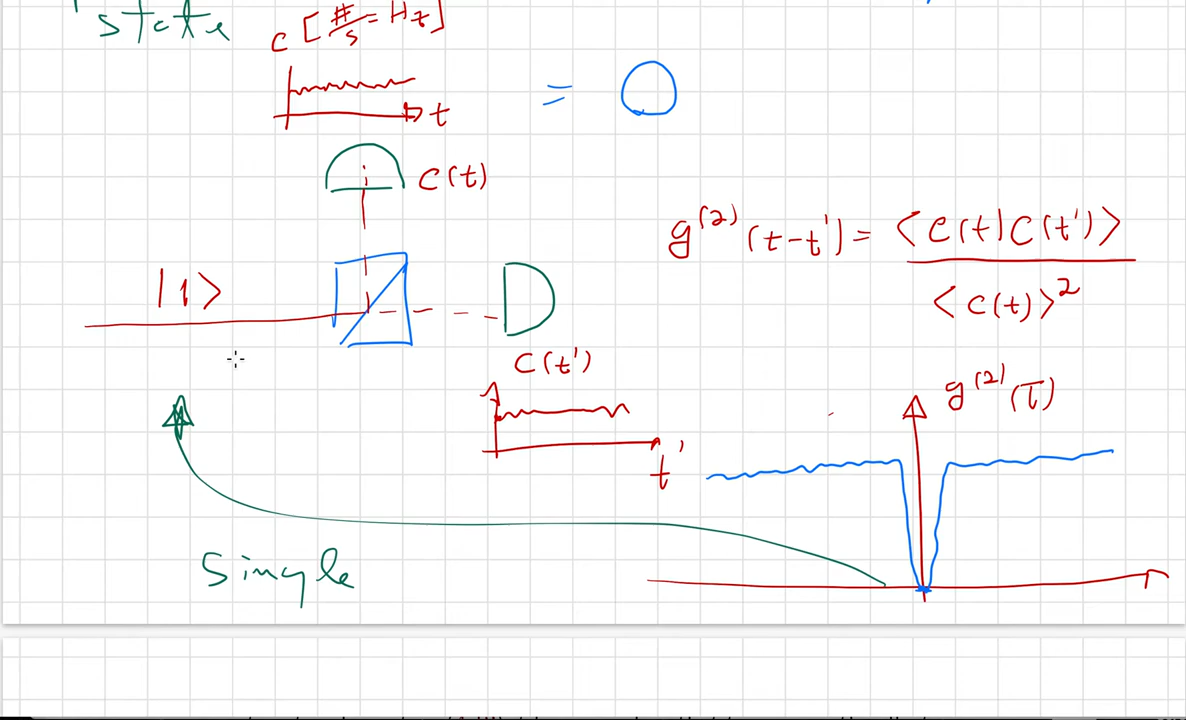 state
c [#/s = Hz]
t
= 0
C(t)
g⁽²⁾(t-t') = ⟨C(t)C(t')⟩ / ⟨C(t)⟩²
|1⟩
C(t')
g⁽²⁾(τ)
t'
Single